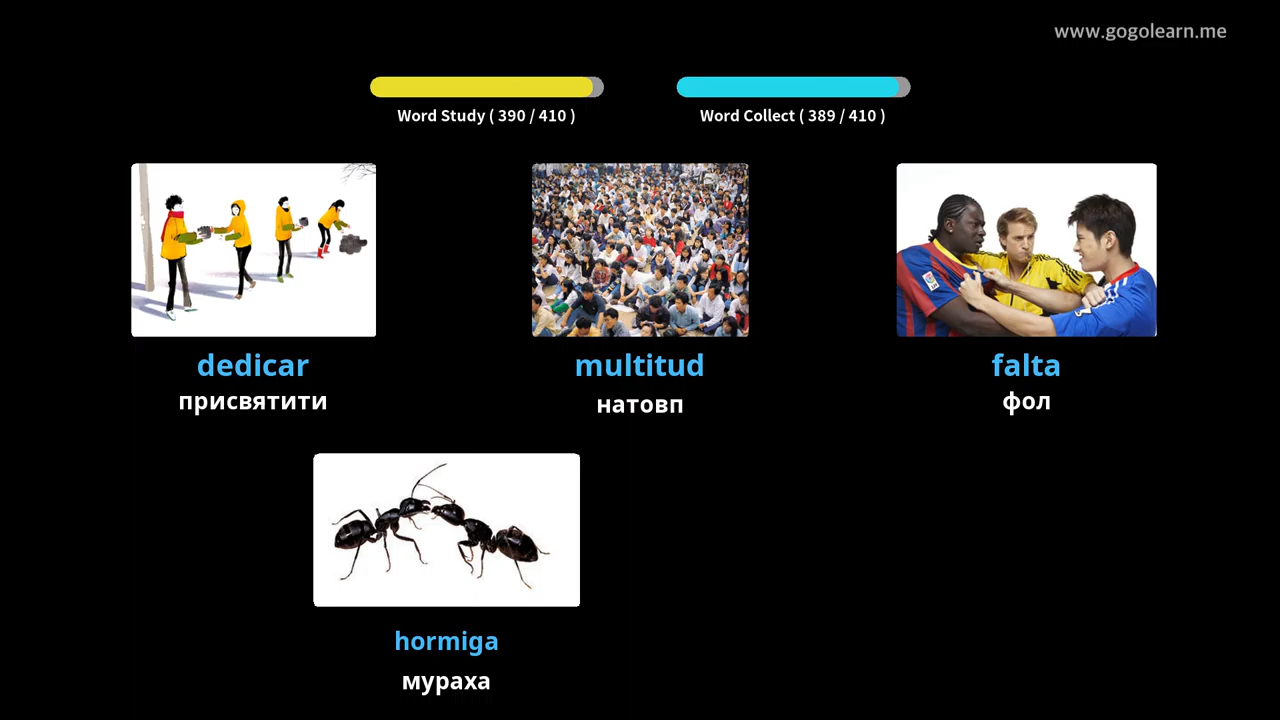 www.gogolearn.me
Word Study ( 390 / 410 )
Word Collect ( 389 / 410 )
dedicar
присвятити
multitud
натовп
falta
фол
hormiga
мураха